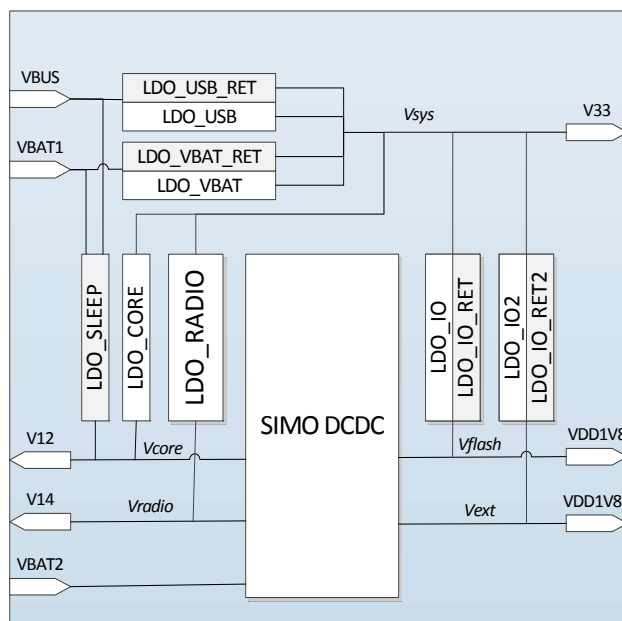 VBUS
LDO_USB_RET
LDO_USB
Vsys
V33
VBAT1
LDO_VBAT_RET
LDO_VBAT
LDO_SLEEP
LDO_CORE
LDO_RADIO
SIMO DCDC
LDO_IO
LDO_IO_RET
LDO_IO2
LDO_IO_RET2
V12
Vcore
Vflash
VDD1V8
V14
Vradio
Vext
VDD1V8
VBAT2